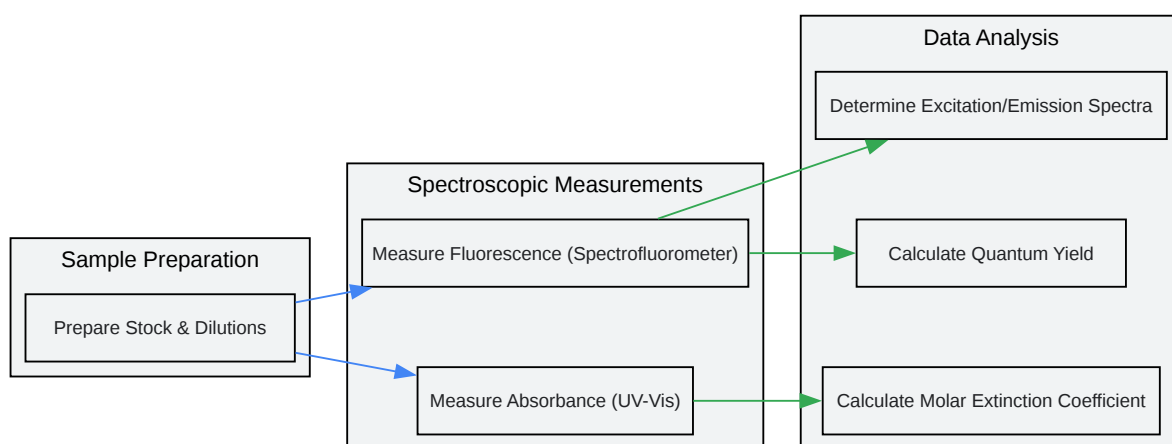 Sample Preparation
Prepare Stock & Dilutions
Spectroscopic Measurements
Measure Fluorescence (Spectrofluorometer)
Measure Absorbance (UV-Vis)
Data Analysis
Determine Excitation/Emission Spectra
Calculate Quantum Yield
Calculate Molar Extinction Coefficient